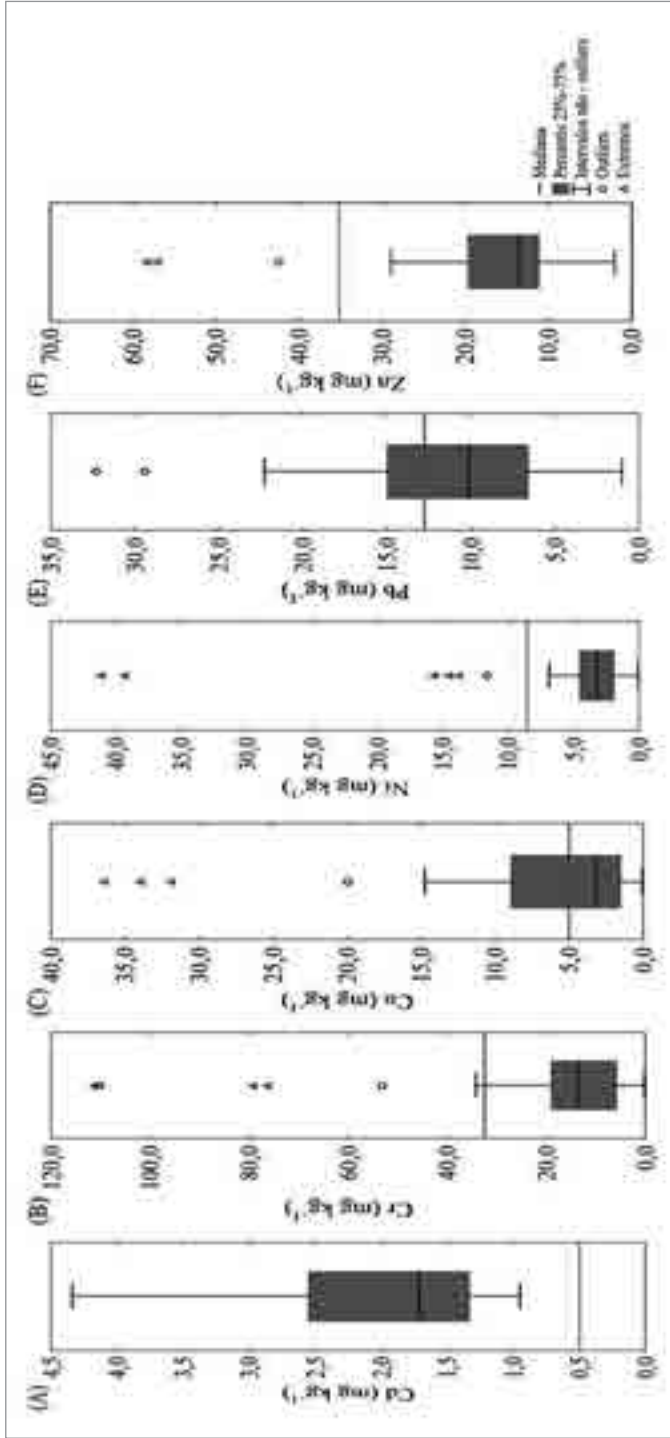 (A)
Cd (mg kg⁻¹)
4,5
4,0
3,5
2,5
2,0
1,0
0,5
0,0
(B)
Cr (mg kg⁻¹)
120,0
100,0
80,0
60,0
40,0
20,0
0,0
(C)
Cu (mg kg⁻¹)
40,0
35,0
30,0
25,0
20,0
15,0
10,0
5,0
0,0
(D)
Ni (mg kg⁻¹)
45,0
40,0
35,0
30,0
25,0
20,0
15,0
10,0
5,0
0,0
(E)
Pb (mg kg⁻¹)
35,0
30,0
25,0
20,0
15,0
10,0
5,0
0,0
(F)
Zn (mg kg⁻¹)
70,0
60,0
50,0
40,0
30,0
20,0
10,0
0,0
Mediana
Percentis 25%-75%
Intervalos não - outliers
Outliers
Extremos